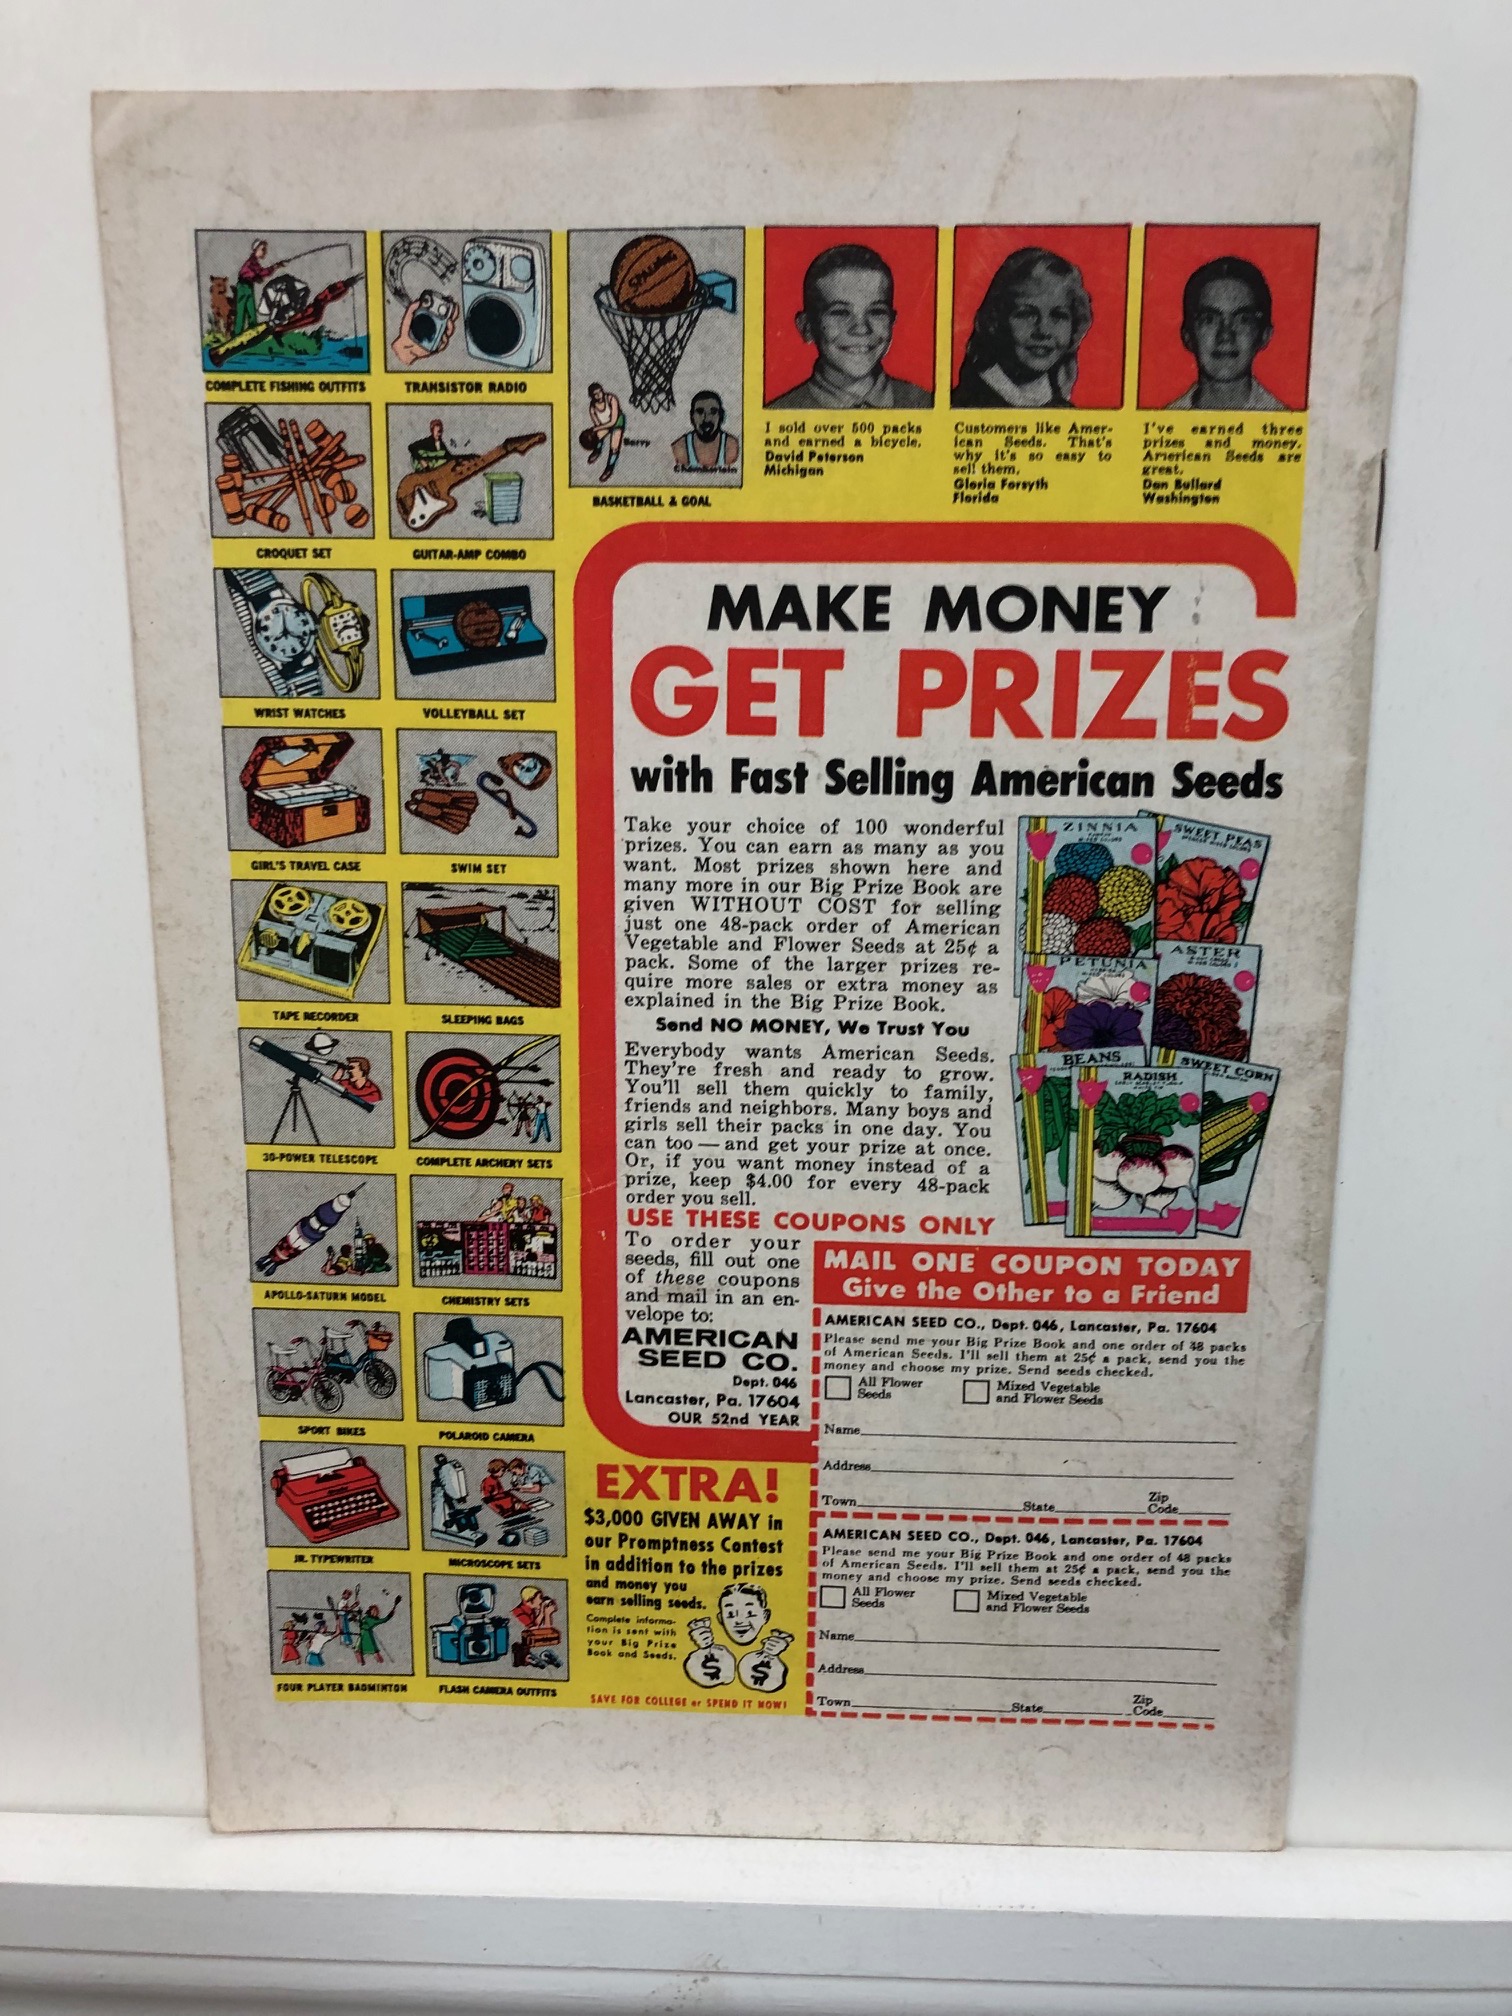 COMPLETE FISHING OUTFITS
TRANSISTOR RADIO
SPALDING
Barry
Chamberlain
BASKETBALL & GOAL
CROQUET SET
GUITAR-AMP COMBO
WRIST WATCHES
VOLLEYBALL SET
GIRL'S TRAVEL CASE
SWIM SET
TAPE RECORDER
SLEEPING BAGS
30-POWER TELESCOPE
COMPLETE ARCHERY SETS
APOLLO-SATURN MODEL
CHEMISTRY SETS
SPORT BIKES
POLAROID CAMERA
JR. TYPEWRITER
MICROSCOPE SETS
FOUR PLAYER BADMINTON
FLASH CAMERA OUTFITS
I sold over 500 packs
and earned a bicycle.
David Peterson
Michigan
Customers like Amer-
ican Seeds. That's
why it's so easy to
sell them.
Gloria Forsyth
Florida
I've earned three
prizes and money.
American Seeds are
great.
Dan Bullard
Washington
MAKE MONEY
GET PRIZES
with Fast Selling American Seeds
Take your choice of 100 wonderful
prizes. You can earn as many as you
want. Most prizes shown here and
many more in our Big Prize Book are
given WITHOUT COST for selling
just one 48-pack order of American
Vegetable and Flower Seeds at 25¢ a
pack. Some of the larger prizes re-
quire more sales or extra money as
explained in the Big Prize Book.
Send NO MONEY, We Trust You
Everybody wants American Seeds.
They're fresh and ready to grow.
You'll sell them quickly to family,
friends and neighbors. Many boys and
girls sell their packs in one day. You
can too — and get your prize at once.
Or, if you want money instead of a
prize, keep $4.00 for every 48-pack
order you sell.
USE THESE COUPONS ONLY
To order your
seeds, fill out one
of these coupons
and mail in an en-
velope to:
AMERICAN
SEED CO.
Dept. 046
Lancaster, Pa. 17604
OUR 52nd YEAR
ZINNIA
SWEET PEAS
PETUNIA
ASTER
BEANS
RADISH
SWEET CORN
MAIL ONE COUPON TODAY
Give the Other to a Friend
AMERICAN SEED CO., Dept. 046, Lancaster, Pa. 17604
Please send me your Big Prize Book and one order of 48 packs
of American Seeds. I'll sell them at 25¢ a pack, send you the
money and choose my prize. Send seeds checked.
All Flower
Seeds
Mixed Vegetable
and Flower Seeds
Name
Address
Town State Zip Code
AMERICAN SEED CO., Dept. 046, Lancaster, Pa. 17604
Please send me your Big Prize Book and one order of 48 packs
of American Seeds. I'll sell them at 25¢ a pack, send you the
money and choose my prize. Send seeds checked.
All Flower
Seeds
Mixed Vegetable
and Flower Seeds
Name
Address
Town State Zip Code
EXTRA!
$3,000 GIVEN AWAY in
our Promptness Contest
in addition to the prizes
and money you
earn selling seeds.
Complete informa-
tion is sent with
your Big Prize
Book and Seeds.
$ $
SAVE FOR COLLEGE or SPEND IT NOW!